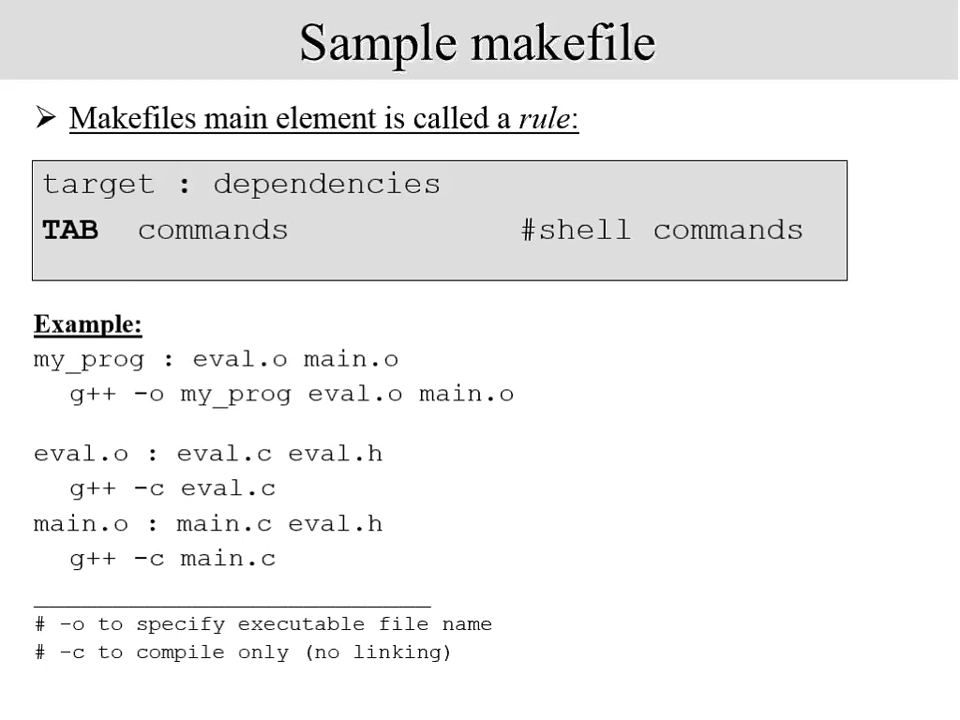 Sample makefile
➢ Makefiles main element is called a rule:
target : dependencies
TAB commands #shell commands
Example:
my_prog : eval.o main.o
g++ -o my_prog eval.o main.o
eval.o : eval.c eval.h
g++ -c eval.c
main.o : main.c eval.h
g++ -c main.c
_________________________
# -o to specify executable file name
# -c to compile only (no linking)